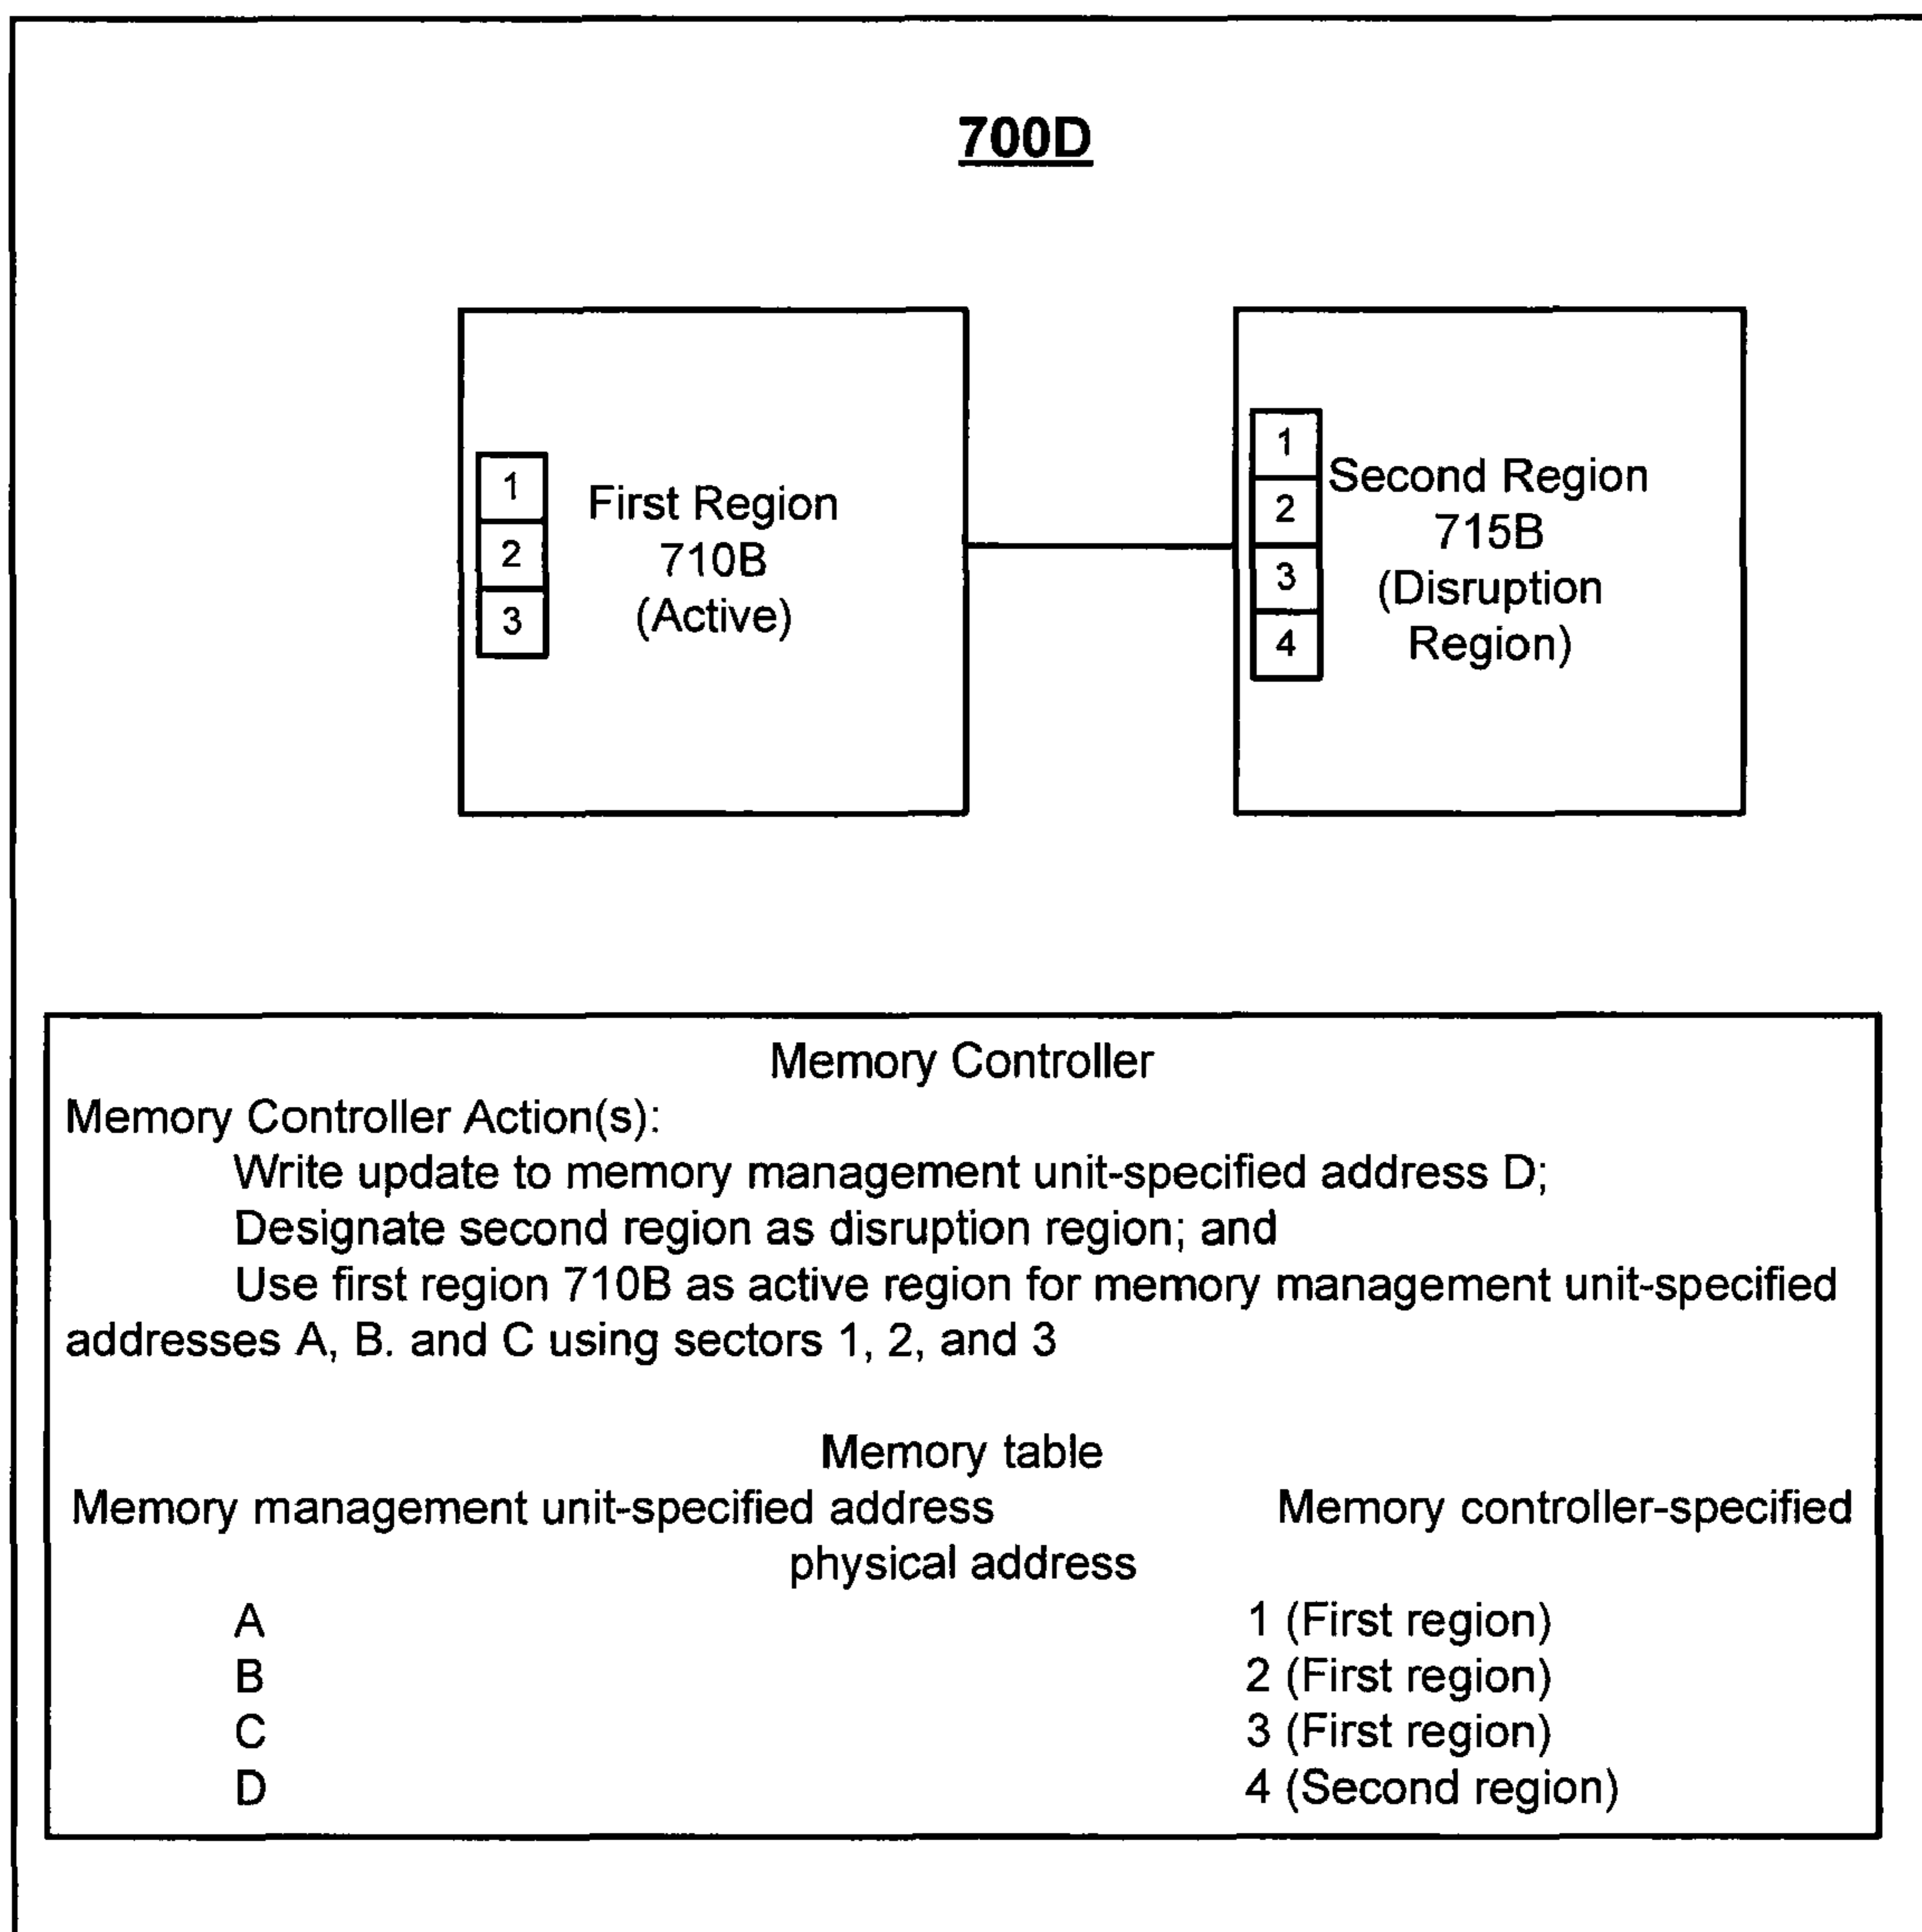 700D
1
2
3
First Region
710B
(Active)
1
2
3
4
Second Region
715B
(Disruption
Region)
Memory Controller
Memory Controller Action(s):
Write update to memory management unit-specified address D;
Designate second region as disruption region; and
Use first region 710B as active region for memory management unit-specified
addresses A, B. and C using sectors 1, 2, and 3
Memory table
Memory management unit-specified address Memory controller-specified
physical address
A 1 (First region)
B 2 (First region)
C 3 (First region)
D 4 (Second region)